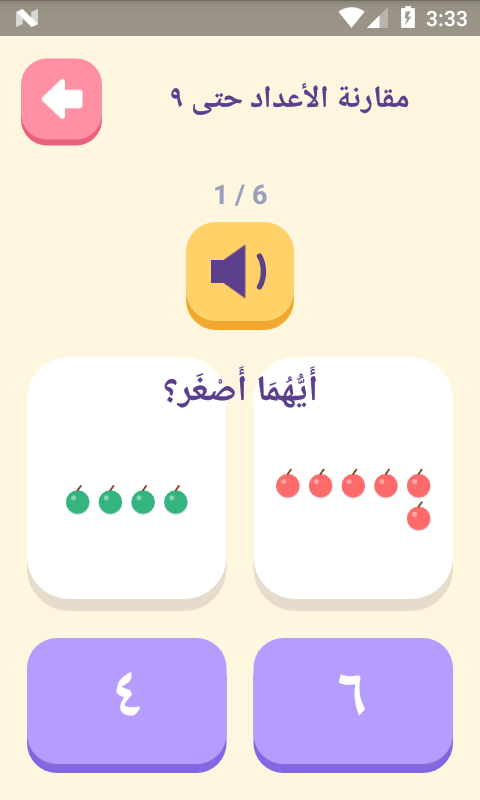 3:33
مقارنة الأعداد حتى ٩
1 / 6
أَيُّهُمَا أَصْغَر؟
٦
٤